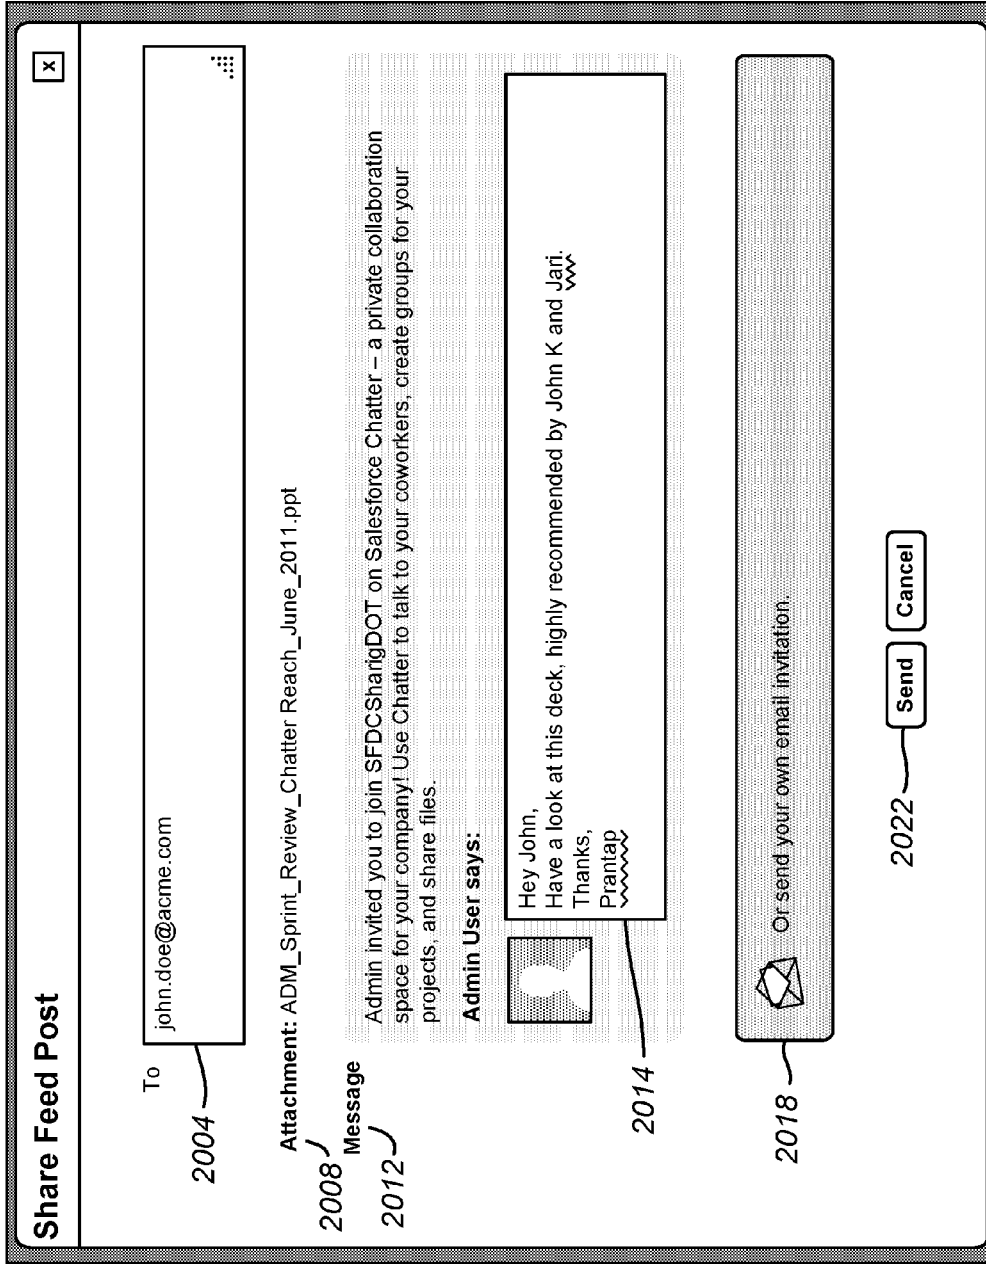 Share Feed Post
x
To
john.doe@acme.com
2004
Attachment: ADM_Sprint_Review_Chatter Reach_June_2011.ppt
2008
Message
2012
Admin invited you to join SFDCSharigDOT on Salesforce Chatter – a private collaboration
space for your company! Use Chatter to talk to your coworkers, create groups for your
projects, and share files.
Admin User says:
Hey John,
Have a look at this deck, highly recommended by John K and Jari.
Thanks,
Prantap
2014
Or send your own email invitation.
2018
Send
Cancel
2022